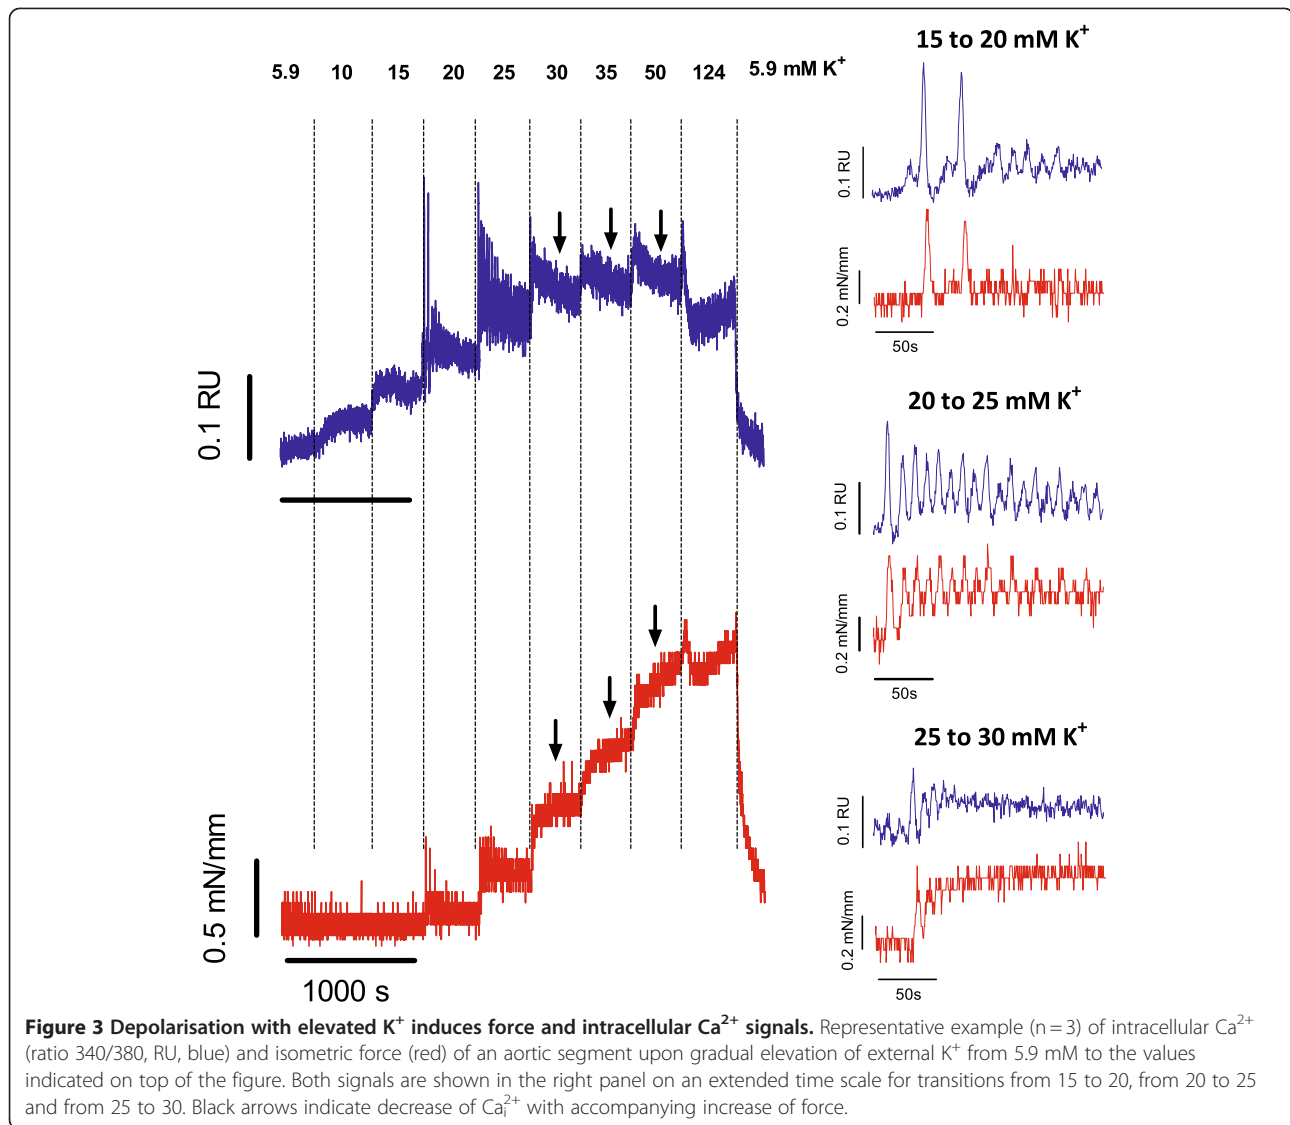 5.9 10 15 20 25 30 35 50 124 5.9 mM K⁺
0.1 RU
0.5 mN/mm
1000 s
15 to 20 mM K⁺
0.1 RU
0.2 mN/mm
50s
20 to 25 mM K⁺
0.1 RU
0.2 mN/mm
50s
25 to 30 mM K⁺
0.1 RU
0.2 mN/mm
50s
Figure 3 Depolarisation with elevated K⁺ induces force and intracellular Ca²⁺ signals. Representative example (n = 3) of intracellular Ca²⁺
(ratio 340/380, RU, blue) and isometric force (red) of an aortic segment upon gradual elevation of external K⁺ from 5.9 mM to the values
indicated on top of the figure. Both signals are shown in the right panel on an extended time scale for transitions from 15 to 20, from 20 to 25
and from 25 to 30. Black arrows indicate decrease of Caᵢ²⁺ with accompanying increase of force.